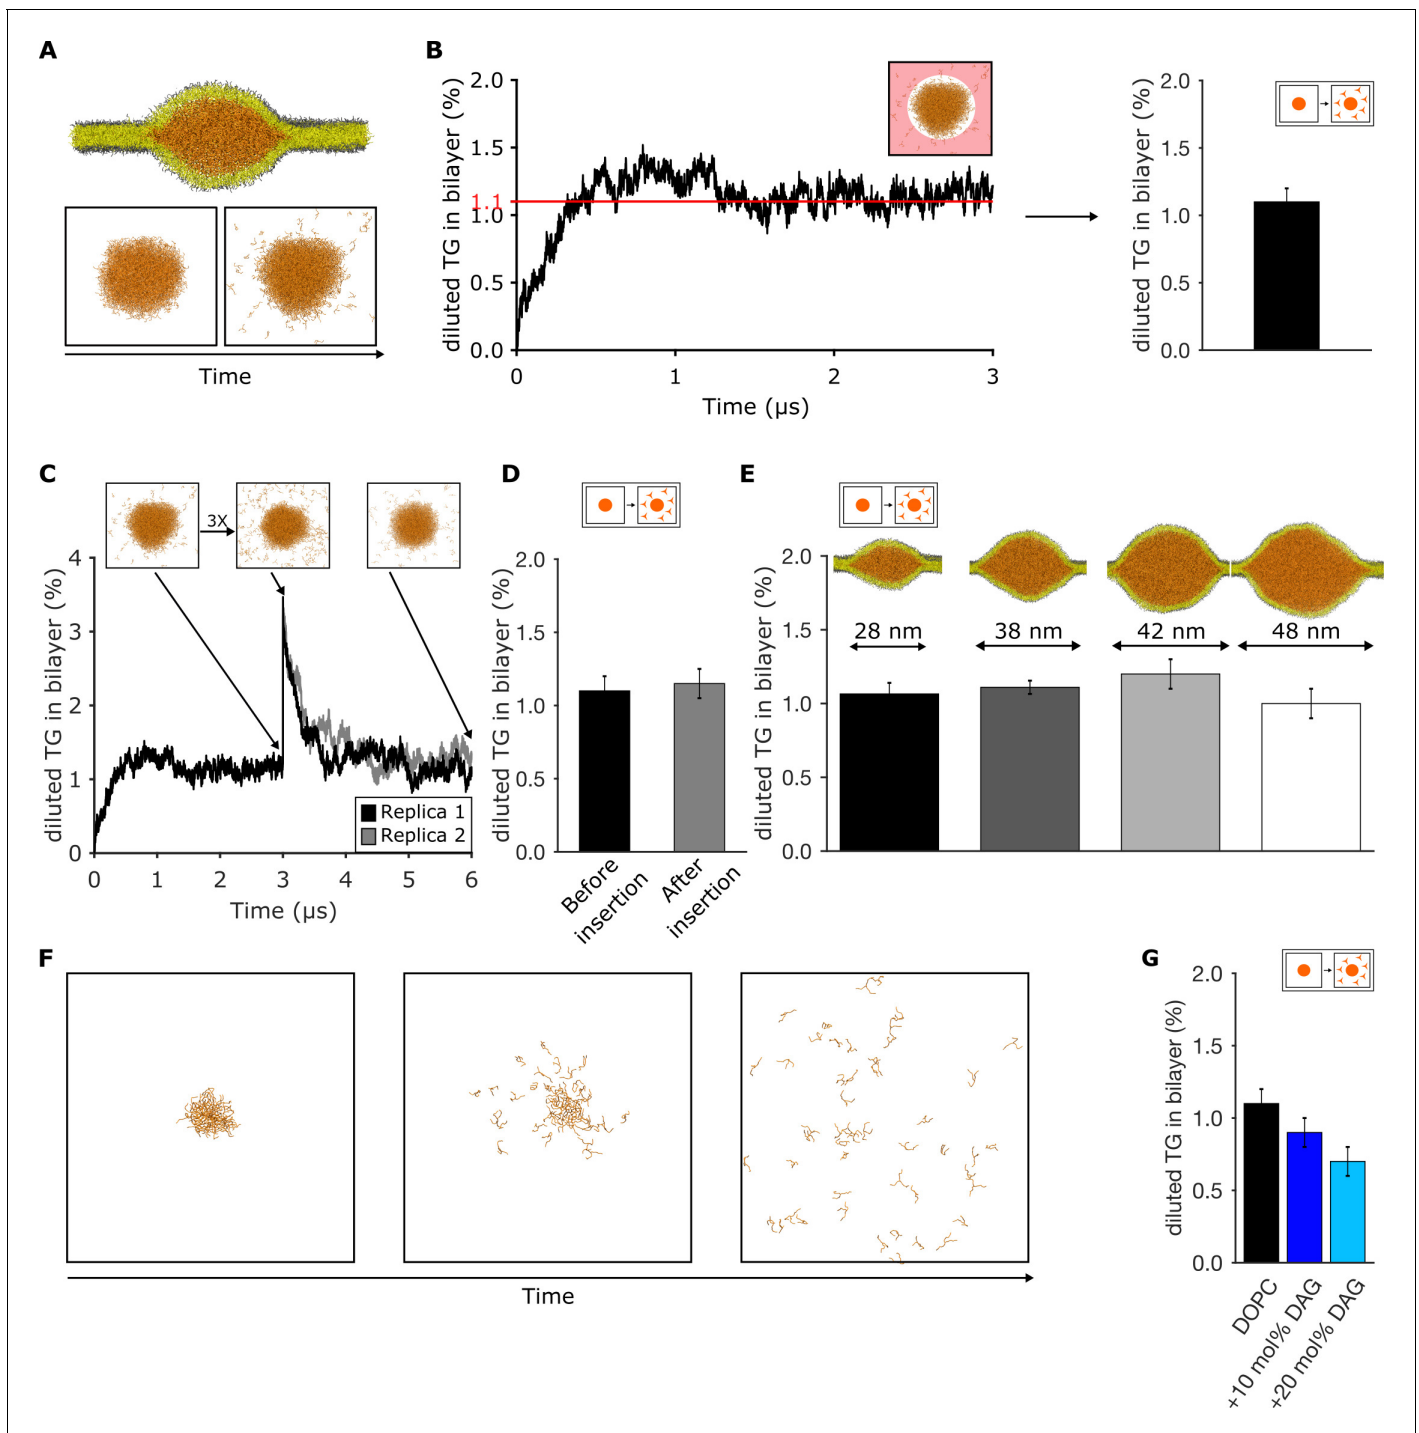 A
Time
B
diluted TG in bilayer (%)
2.0
1.5
1.1
1.0
0.5
0.0
0 1 2 3
Time (µs)
diluted TG in bilayer (%)
2.0
1.5
1.0
0.5
0.0
C
3X
diluted TG in bilayer (%)
4
3
2
1
0
Replica 1
Replica 2
0 1 2 3 4 5 6
Time (µs)
D
diluted TG in bilayer (%)
2.0
1.5
1.0
0.5
0.0
Before
insertion
After
insertion
E
diluted TG in bilayer (%)
2.0
1.5
1.0
0.5
0.0
28 nm 38 nm 42 nm 48 nm
F
Time
G
diluted TG in bilayer (%)
2.0
1.5
1.0
0.5
0.0
DOPC
+10 mol% DAG
+20 mol% DAG